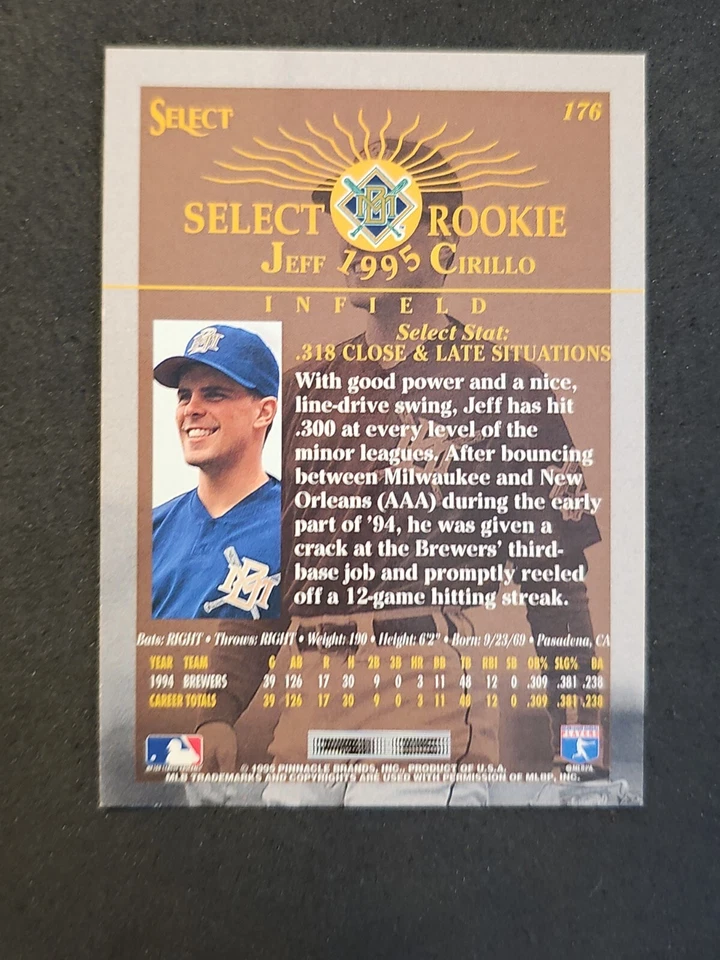 SELECT
176
SELECT ROOKIE
JEFF 1995 CIRILLO
INFIELD
Select Stat:
.318 CLOSE & LATE SITUATIONS
With good power and a nice,
line-drive swing, Jeff has hit
.300 at every level of the
minor leagues. After bouncing
between Milwaukee and New
Orleans (AAA) during the early
part of '94, he was given a
crack at the Brewers' third-
base job and promptly reeled
off a 12-game hitting streak.
Bats: RIGHT • Throws: RIGHT • Weight: 190 • Height: 6'2" • Born: 9/23/69 • Pasadena, CA
YEAR TEAM G AB R H 2B 3B HR BB TB RBI SB OB% SLG% BA
1994 BREWERS 39 126 17 30 9 0 3 11 48 12 0 .309 .381 .238
CAREER TOTALS 39 126 17 30 9 0 3 11 48 12 0 .309 .381 .238
PLAYERS
© 1995 PINNACLE BRANDS, INC., PRODUCT OF U.S.A.
MLB TRADEMARKS AND COPYRIGHTS ARE USED WITH PERMISSION OF MLBP, INC.